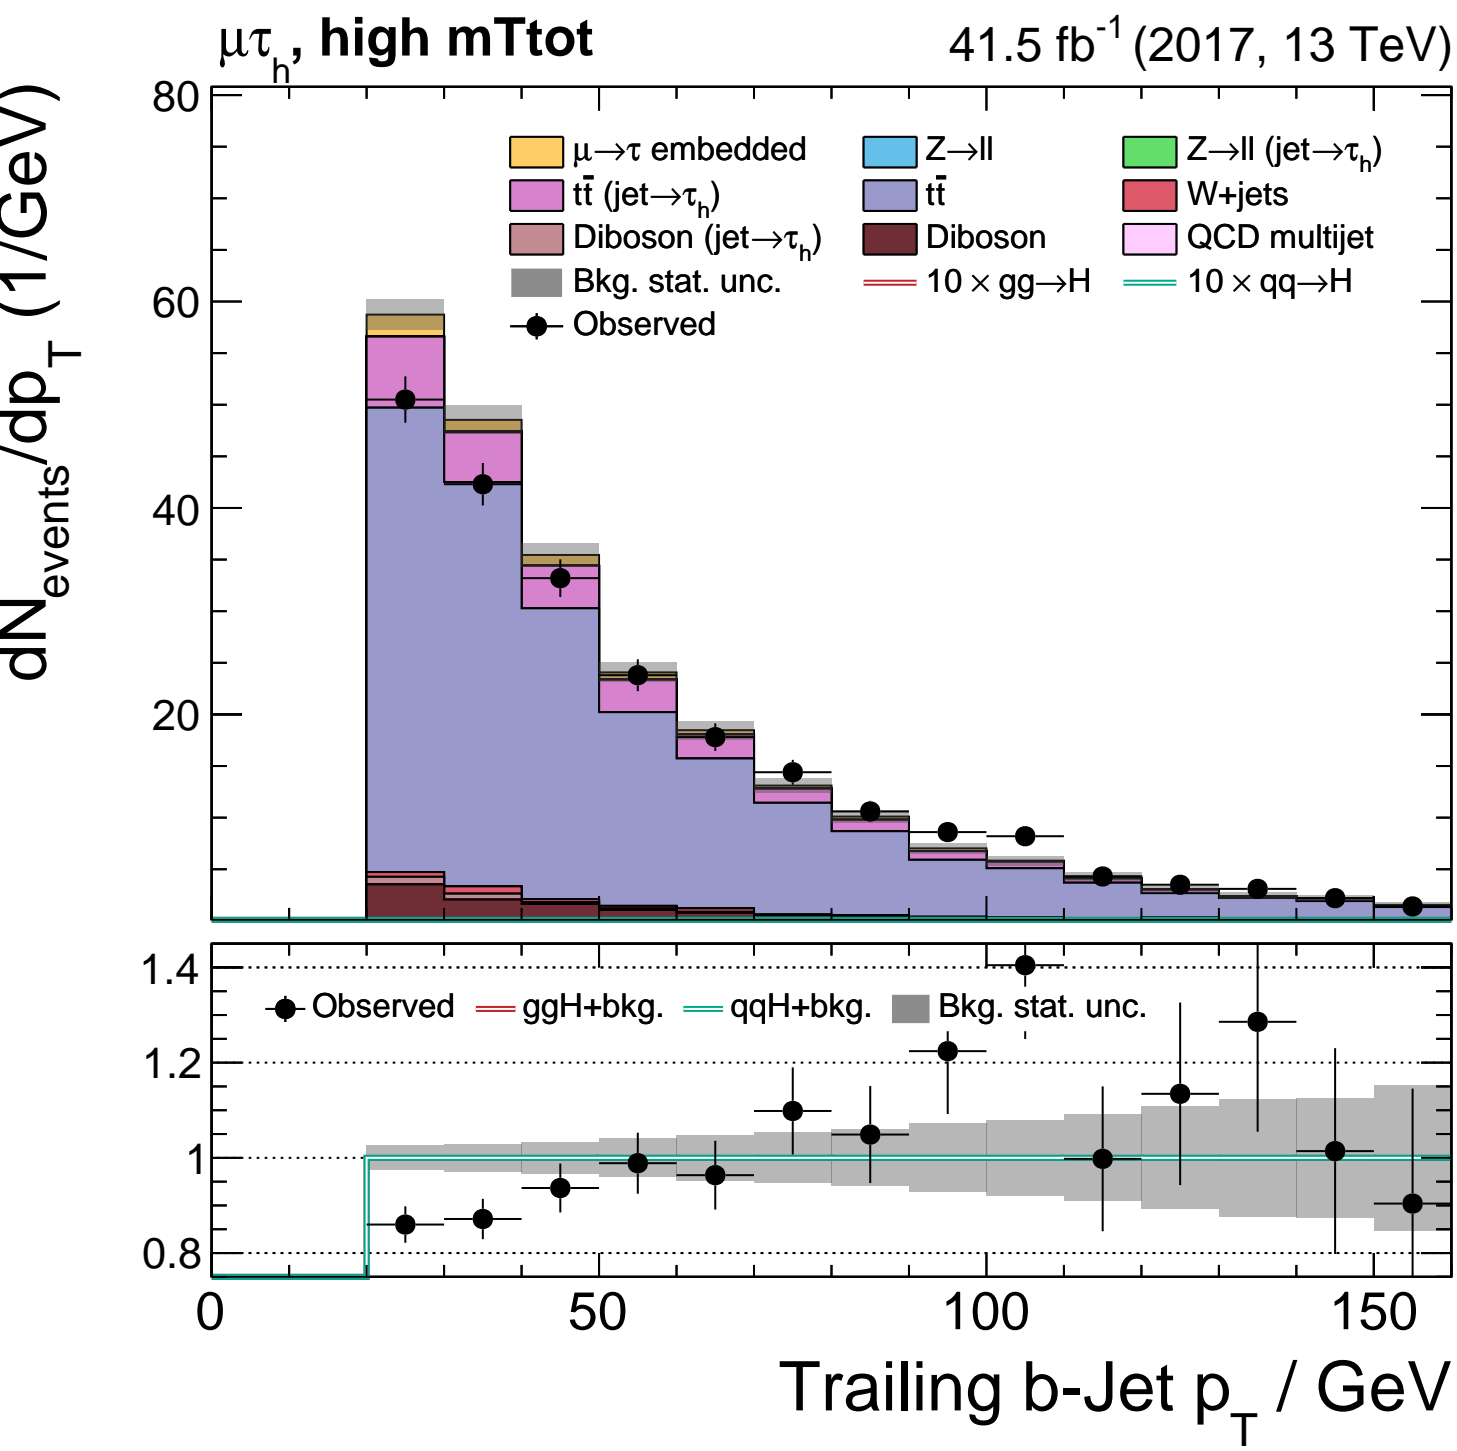 μτh, high mTtot
41.5 fb-1 (2017, 13 TeV)
dNevents/dpT (1/GeV)
80
60
40
20
μ→τ embedded
Z→ll
Z→ll (jet→τh)
tt̄ (jet→τh)
tt̄
W+jets
Diboson (jet→τh)
Diboson
QCD multijet
Bkg. stat. unc.
10 × gg→H
10 × qq→H
Observed
1.4
1.2
1
0.8
Observed
ggH+bkg.
qqH+bkg.
Bkg. stat. unc.
0
50
100
150
Trailing b-Jet pT / GeV